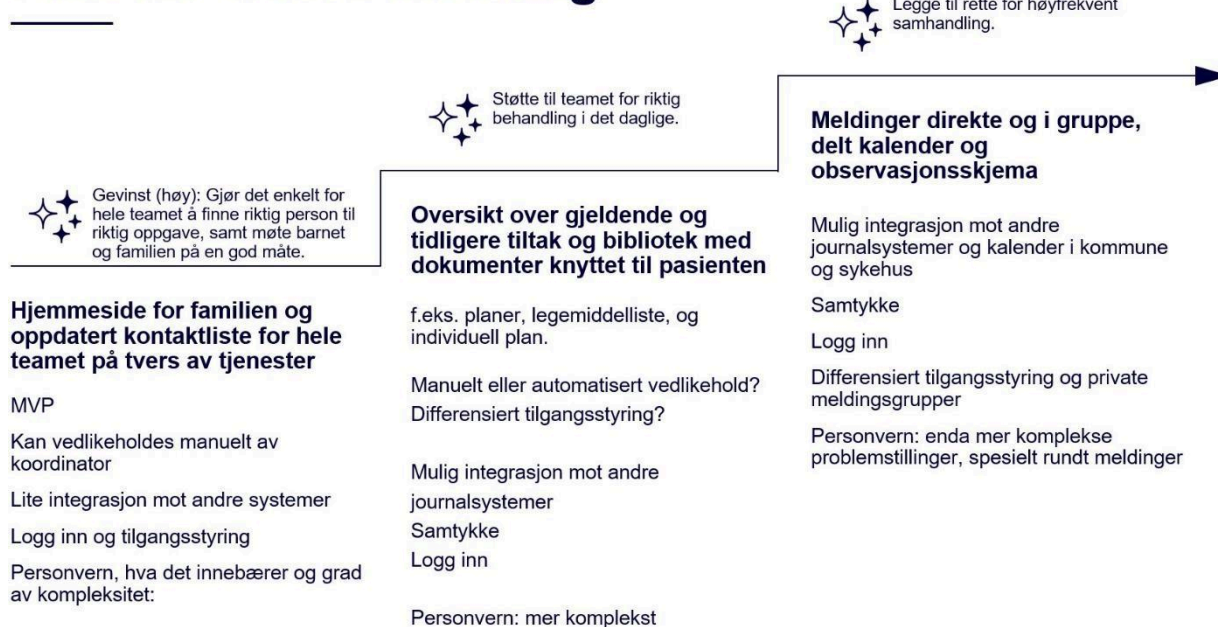 Gevinst (høy): Gjør det enkelt for
hele teamet å finne riktig person til
riktig oppgave, samt møte barnet
og familien på en god måte.
Hjemmeside for familien og
oppdatert kontaktliste for hele
teamet på tvers av tjenester
MVP
Kan vedlikeholdes manuelt av
koordinator
Lite integrasjon mot andre systemer
Logg inn og tilgangsstyring
Personvern, hva det innebærer og grad
av kompleksitet:
Støtte til teamet for riktig
behandling i det daglige.
Oversikt over gjeldende og
tidligere tiltak og bibliotek med
dokumenter knyttet til pasienten
f.eks. planer, legemiddelliste, og
individuell plan.
Manuelt eller automatisert vedlikehold?
Differensiert tilgangsstyring?
Mulig integrasjon mot andre
journalsystemer
Samtykke
Logg inn
Personvern: mer komplekst
Legge til rette for høyfrekvent
samhandling.
Meldinger direkte og i gruppe,
delt kalender og
observasjonsskjema
Mulig integrasjon mot andre
journalsystemer og kalender i kommune
og sykehus
Samtykke
Logg inn
Differensiert tilgangsstyring og private
meldingsgrupper
Personvern: enda mer komplekse
problemstillinger, spesielt rundt meldinger